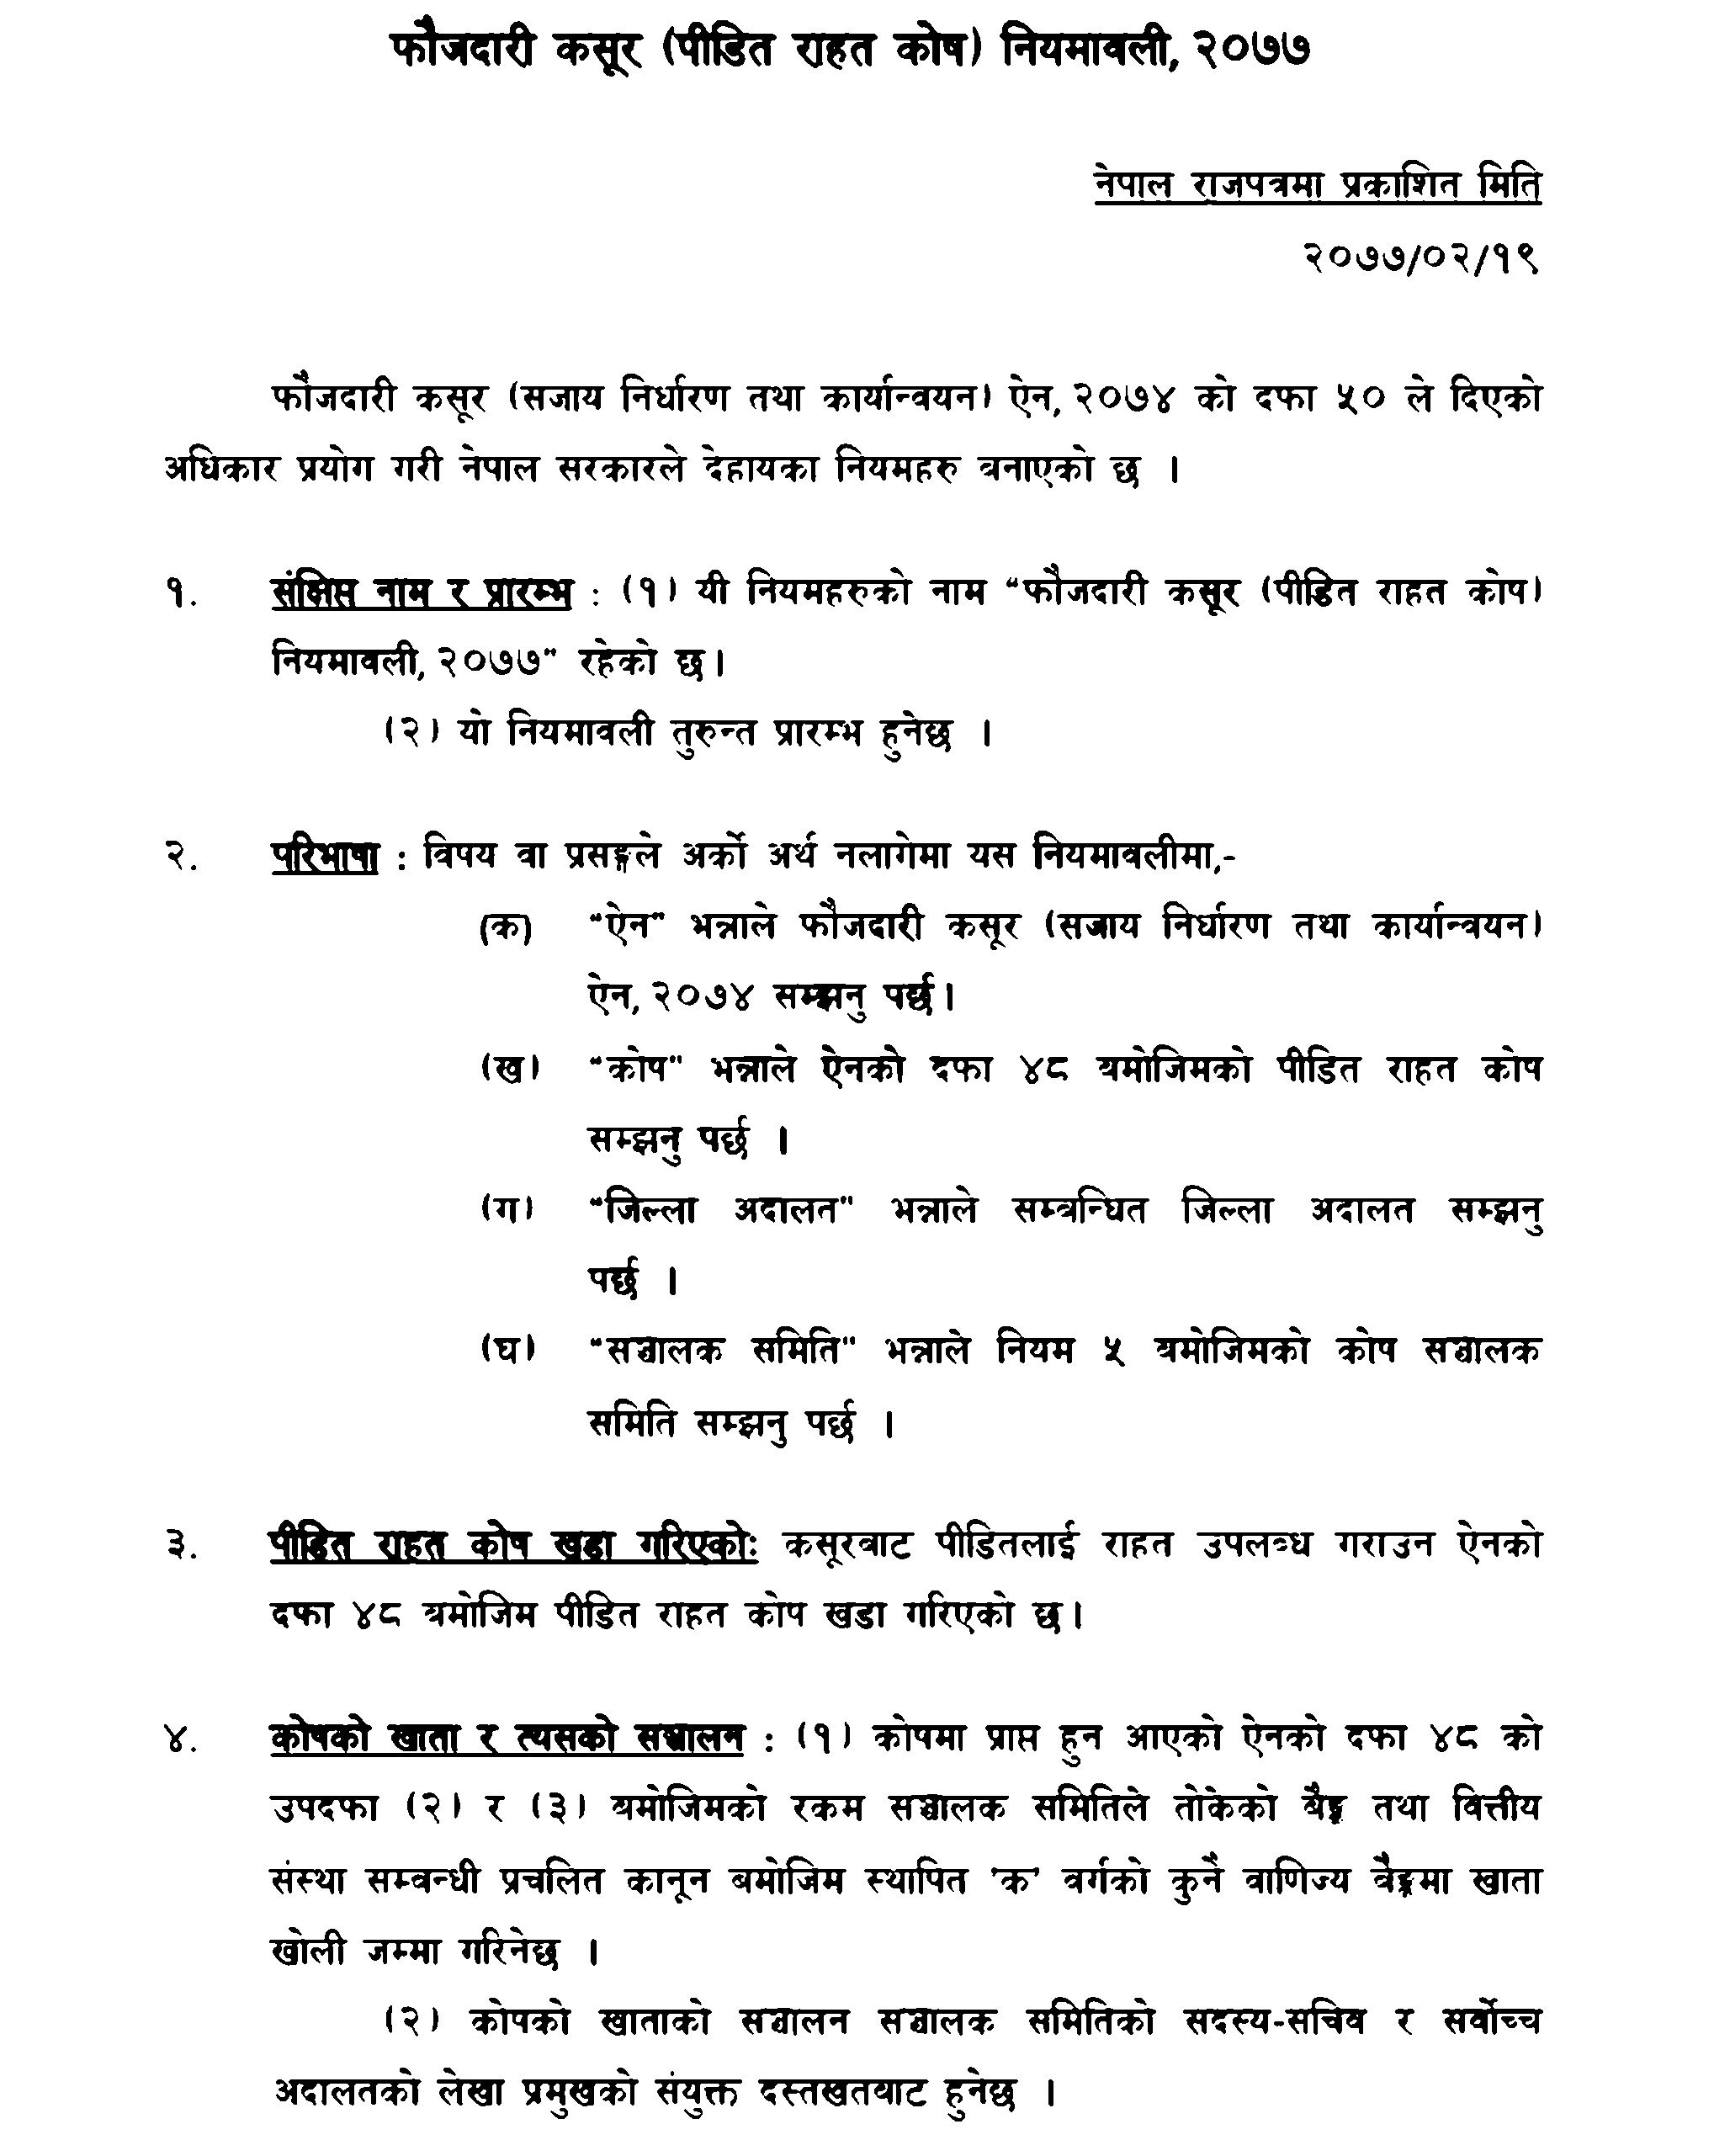 फौजदारी कसूर (पीडित राहत कोष) नियमावली, २०७७
नेपाल राजपत्रमा प्रकाशित मिति
२०७७/०२/१९
फौजदारी कसूर (सजाय निर्धारण तथा कार्यान्वयन) ऐन, २०७४ को दफा ५० ले दिएको
अधिकार प्रयोग गरी नेपाल सरकारले देहायका नियमहरु बनाएको छ ।
१. संक्षिप्त नाम र प्रारम्भ : (१) यी नियमहरुको नाम "फौजदारी कसूर (पीडित राहत कोष)
नियमावली, २०७७" रहेको छ।
(२) यो नियमावली तुरुन्त प्रारम्भ हुनेछ ।
२. परिभाषा : विषय वा प्रसङ्गले अर्को अर्थ नलागेमा यस नियमावलीमा,-
(क) "ऐन" भन्नाले फौजदारी कसूर (सजाय निर्धारण तथा कार्यान्वयन)
ऐन, २०७४ सम्झनु पर्छ।
(ख) "कोष" भन्नाले ऐनको दफा ४८ बमोजिमको पीडित राहत कोष
सम्झनु पर्छ ।
(ग) "जिल्ला अदालत" भन्नाले सम्बन्धित जिल्ला अदालत सम्झनु
पर्छ ।
(घ) "सञ्चालक समिति" भन्नाले नियम ५ बमोजिमको कोष सञ्चालक
समिति सम्झनु पर्छ ।
३. पीडित राहत कोष खडा गरिएको: कसूरबाट पीडितलाई राहत उपलब्ध गराउन ऐनको
दफा ४८ बमोजिम पीडित राहत कोष खडा गरिएको छ।
४. कोषको खाता र त्यसको सञ्चालन : (१) कोषमा प्राप्त हुन आएको ऐनको दफा ४८ को
उपदफा (२) र (३) बमोजिमको रकम सञ्चालक समितिले तोकेको बैङ्क तथा वित्तीय
संस्था सम्बन्धी प्रचलित कानून बमोजिम स्थापित 'क' वर्गको कुनै वाणिज्य बैङ्कमा खाता
खोली जम्मा गरिनेछ ।
(२) कोषको खाताको सञ्चालन सञ्चालक समितिको सदस्य-सचिव र सर्वोच्च
अदालतको लेखा प्रमुखको संयुक्त दस्तखतबाट हुनेछ ।